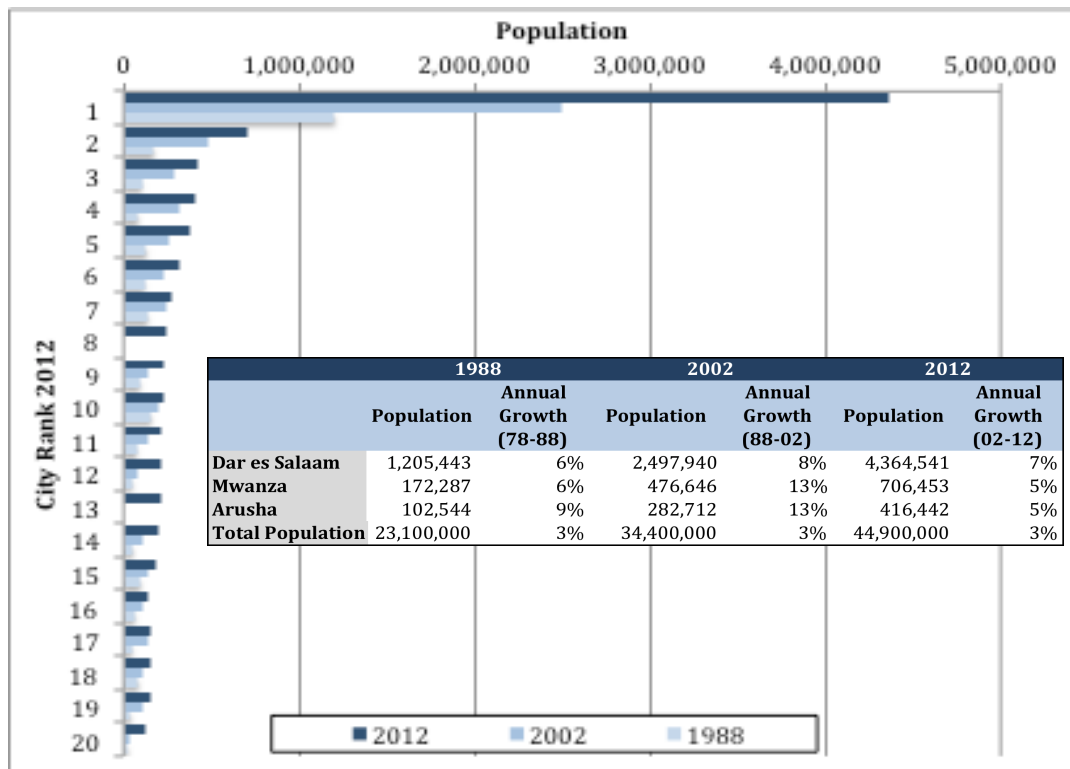 Population
0 1,000,000 2,000,000 3,000,000 4,000,000 5,000,000
City Rank 2012
1
2
3
4
5
6
7
8
9
10
11
12
13
14
15
16
17
18
19
20
1988 2002 2012
Population Annual Growth (78-88) Population Annual Growth (88-02) Population Annual Growth (02-12)
Dar es Salaam 1,205,443 6% 2,497,940 8% 4,364,541 7%
Mwanza 172,287 6% 476,646 13% 706,453 5%
Arusha 102,544 9% 282,712 13% 416,442 5%
Total Population 23,100,000 3% 34,400,000 3% 44,900,000 3%
2012 2002 1988